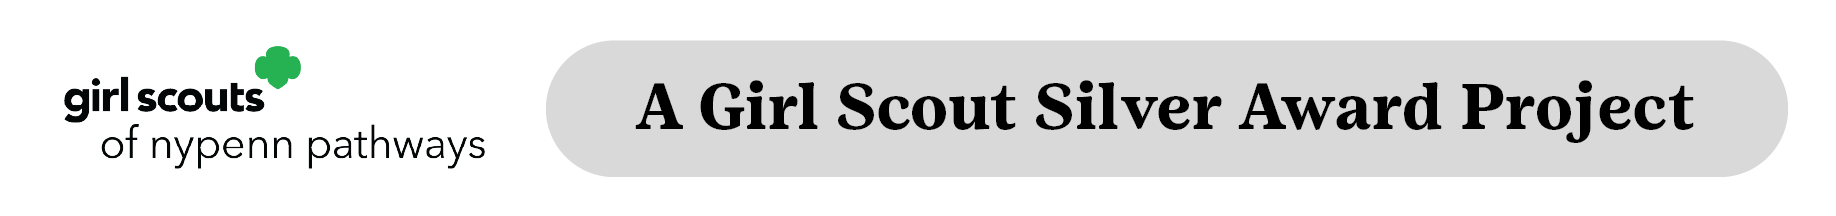 girl scouts
of nypenn pathways
A Girl Scout Silver Award Project